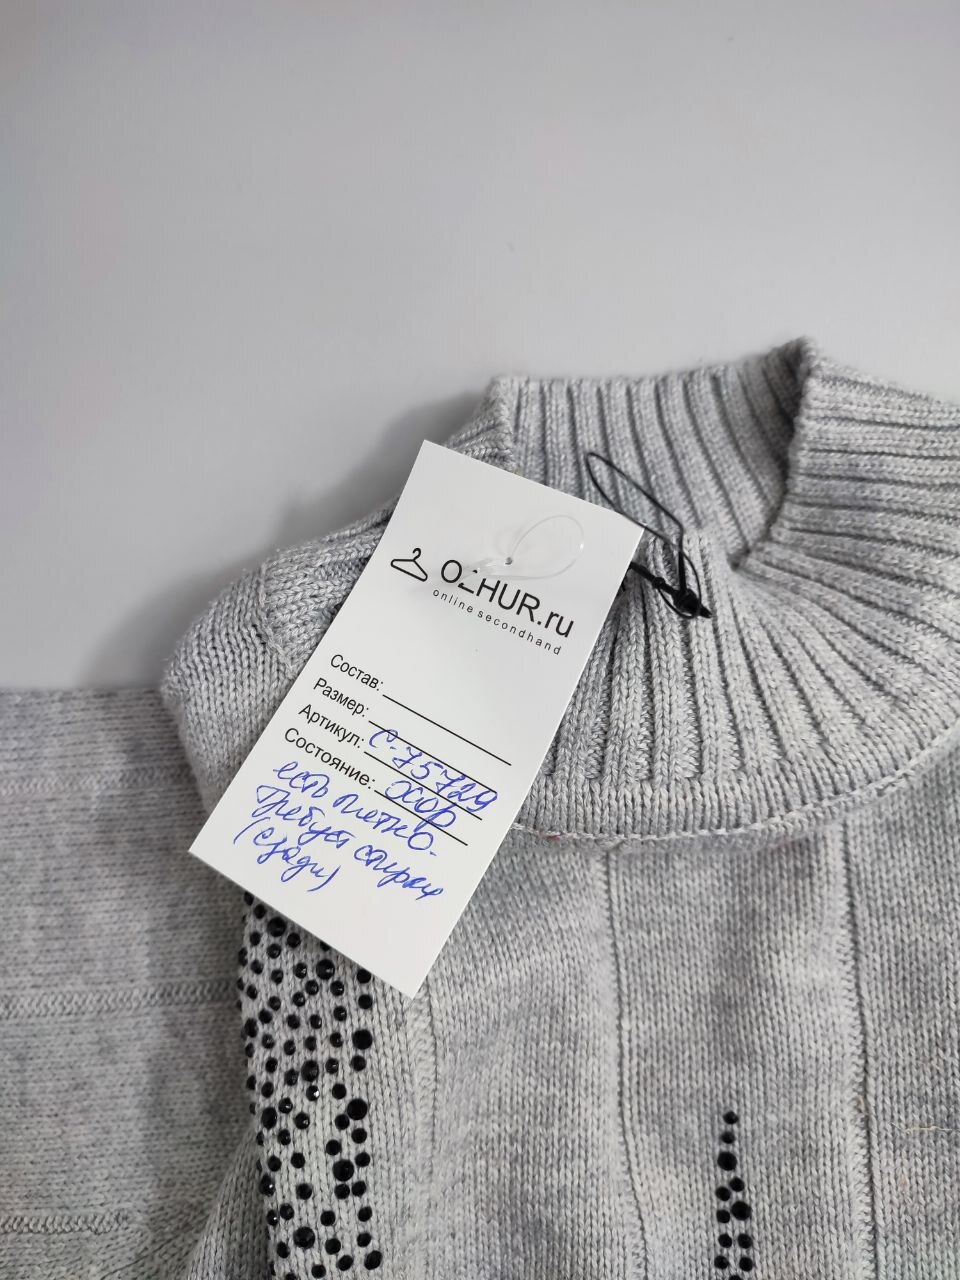 OZHUR.ru
online secondhand
Состав:
Размер:
Артикул: С-75729
Состояние: хор
есть пятно.
Требует стирки
(сзади)